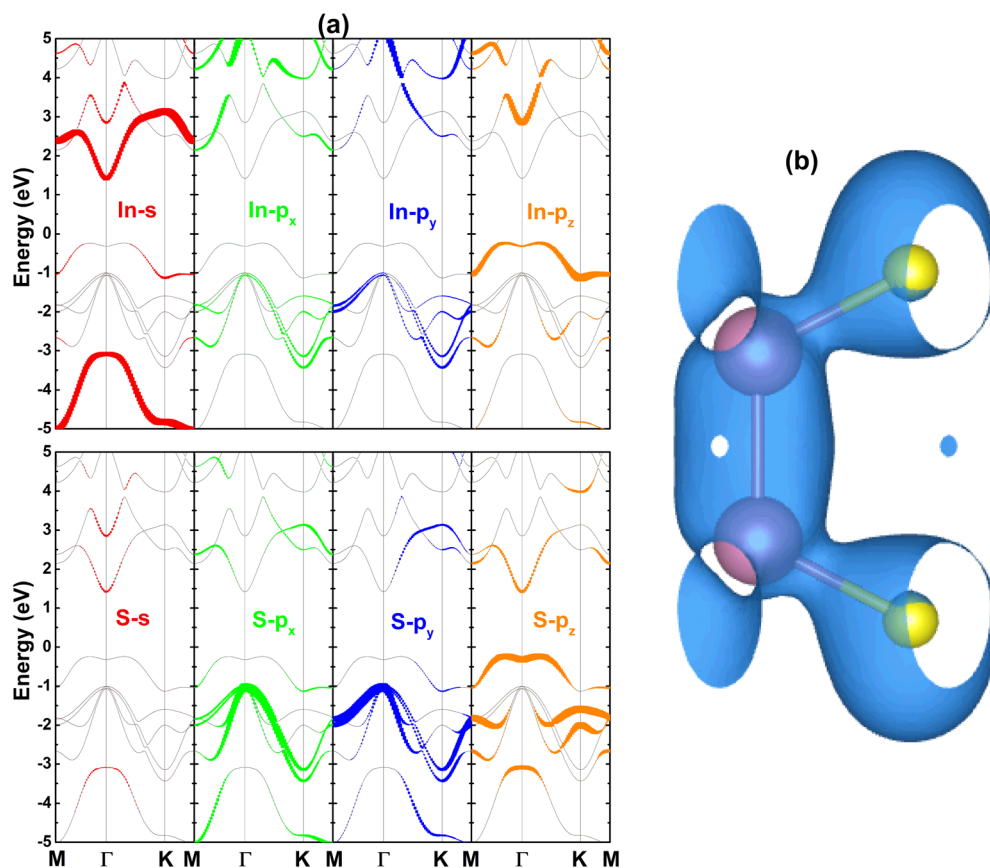 (a)
(b)
Energy (eV)
5
4
3
2
1
0
-1
-2
-3
-4
-5
In-s
In-px
In-py
In-pz
Energy (eV)
5
4
3
2
1
0
-1
-2
-3
-4
-5
S-s
S-px
S-py
S-pz
M Γ K M Γ K M Γ K M Γ K M